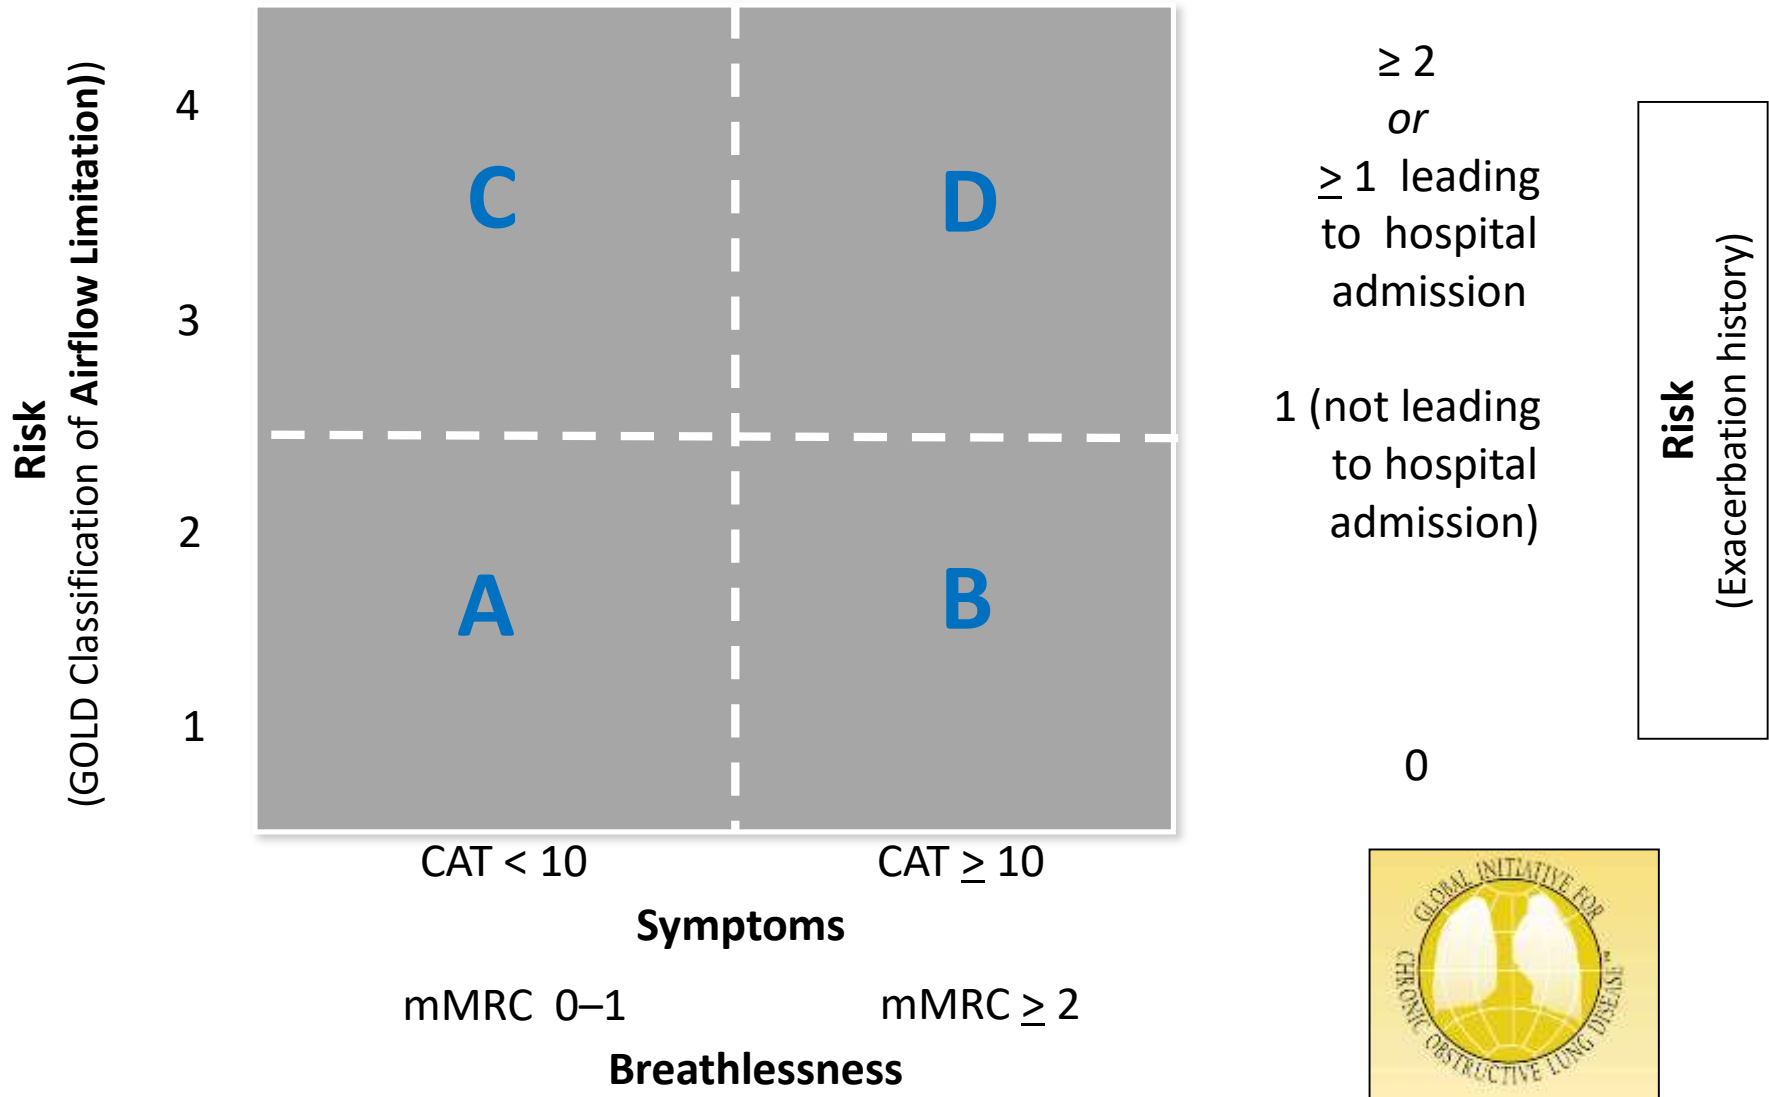 Risk
(GOLD Classification of Airflow Limitation))
4
3
2
1
C
D
A
B
≥ 2
or
≥ 1 leading
to hospital
admission
1 (not leading
to hospital
admission)
0
Risk
(Exacerbation history)
CAT < 10
CAT ≥ 10
Symptoms
mMRC 0–1
mMRC ≥ 2
Breathlessness
GLOBAL INITIATIVE FOR
CHRONIC OBSTRUCTIVE LUNG DISEASE